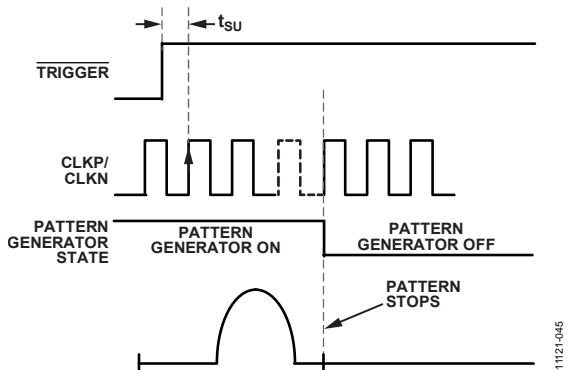 tSU
TRIGGER
CLKP/
CLKN
PATTERN
GENERATOR
STATE
PATTERN
GENERATOR ON
PATTERN
GENERATOR OFF
PATTERN
STOPS
11121-045